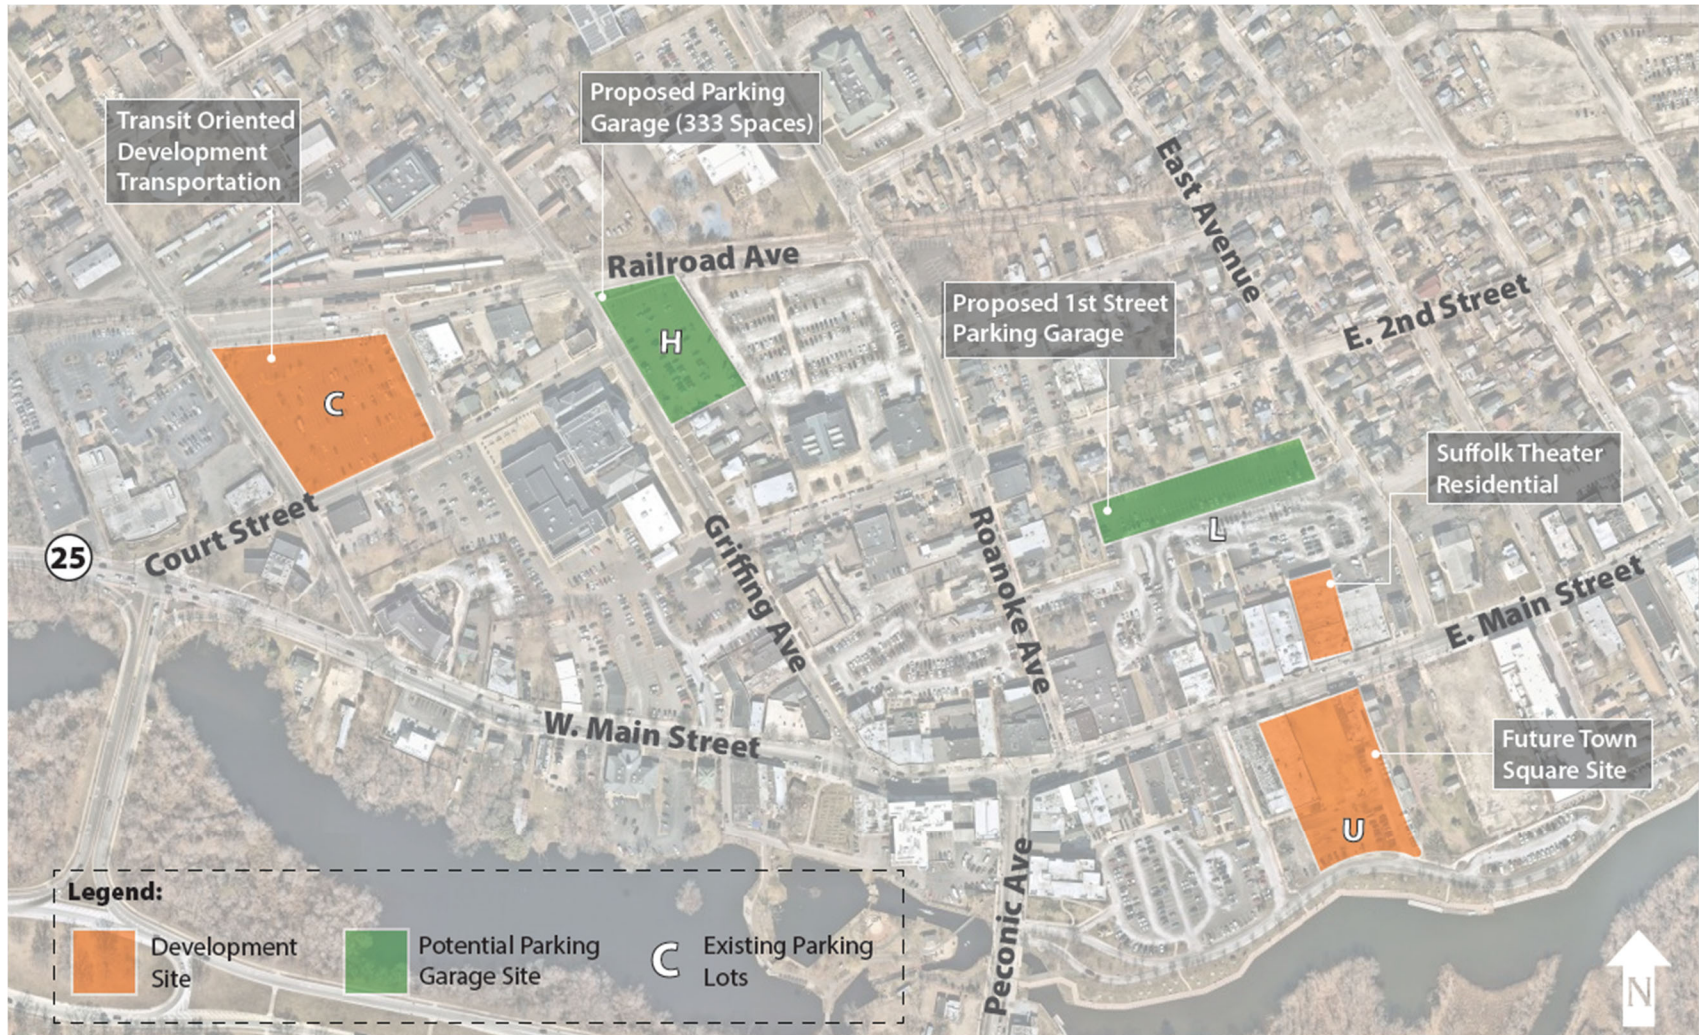 Transit Oriented
Development
Transportation
Proposed Parking
Garage (333 Spaces)
Railroad Ave
East Avenue
E. 2nd Street
Proposed 1st Street
Parking Garage
H
C
Suffolk Theater
Residential
L
Court Street
25
Griffing Ave
Roanoke Ave
E. Main Street
W. Main Street
Future Town
Square Site
U
Peconic Ave
Legend:
Development
Site
Potential Parking
Garage Site
C
Existing Parking
Lots
N